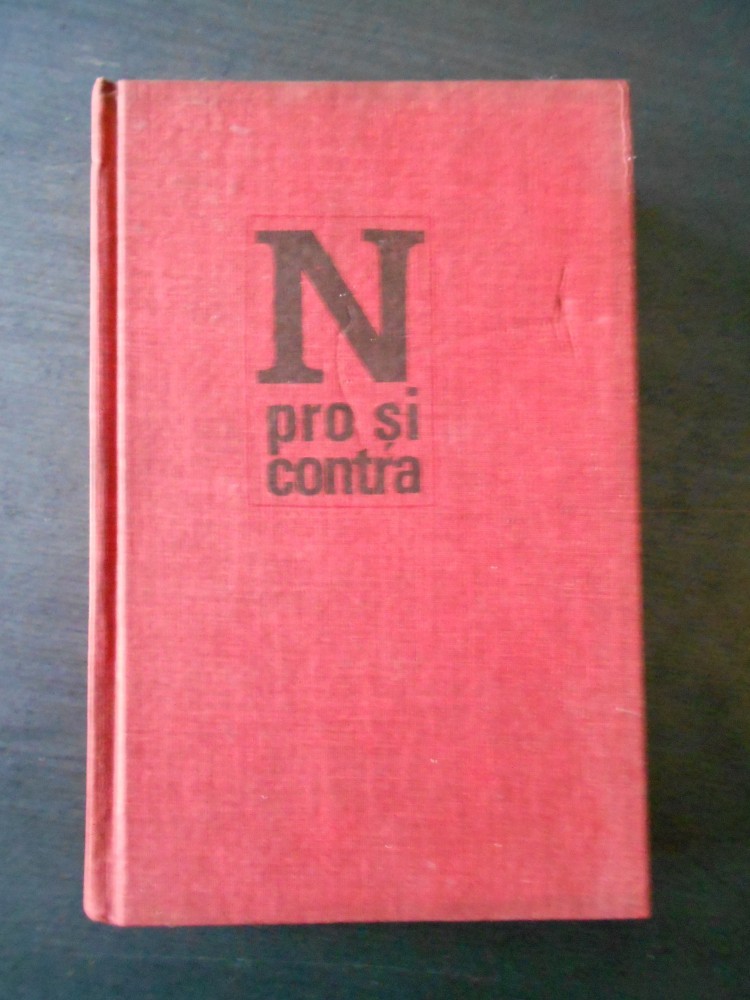 N
pro și
contra